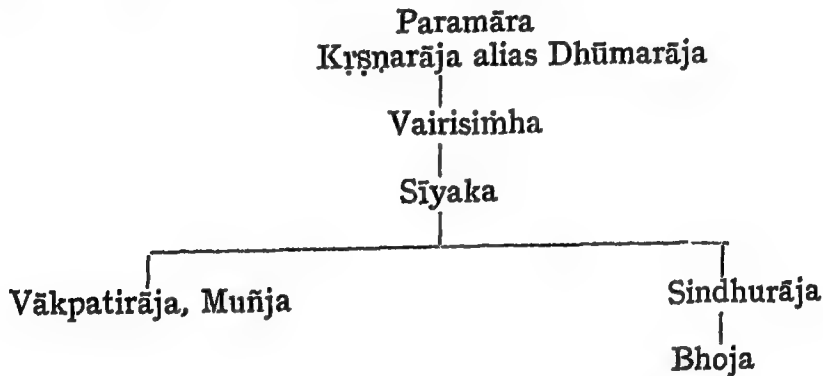 Paramāra
Kṛṣṇarāja alias Dhūmarāja
Vairisiṁha
Sīyaka
Vākpatirāja, Muñja
Sindhurāja
Bhoja